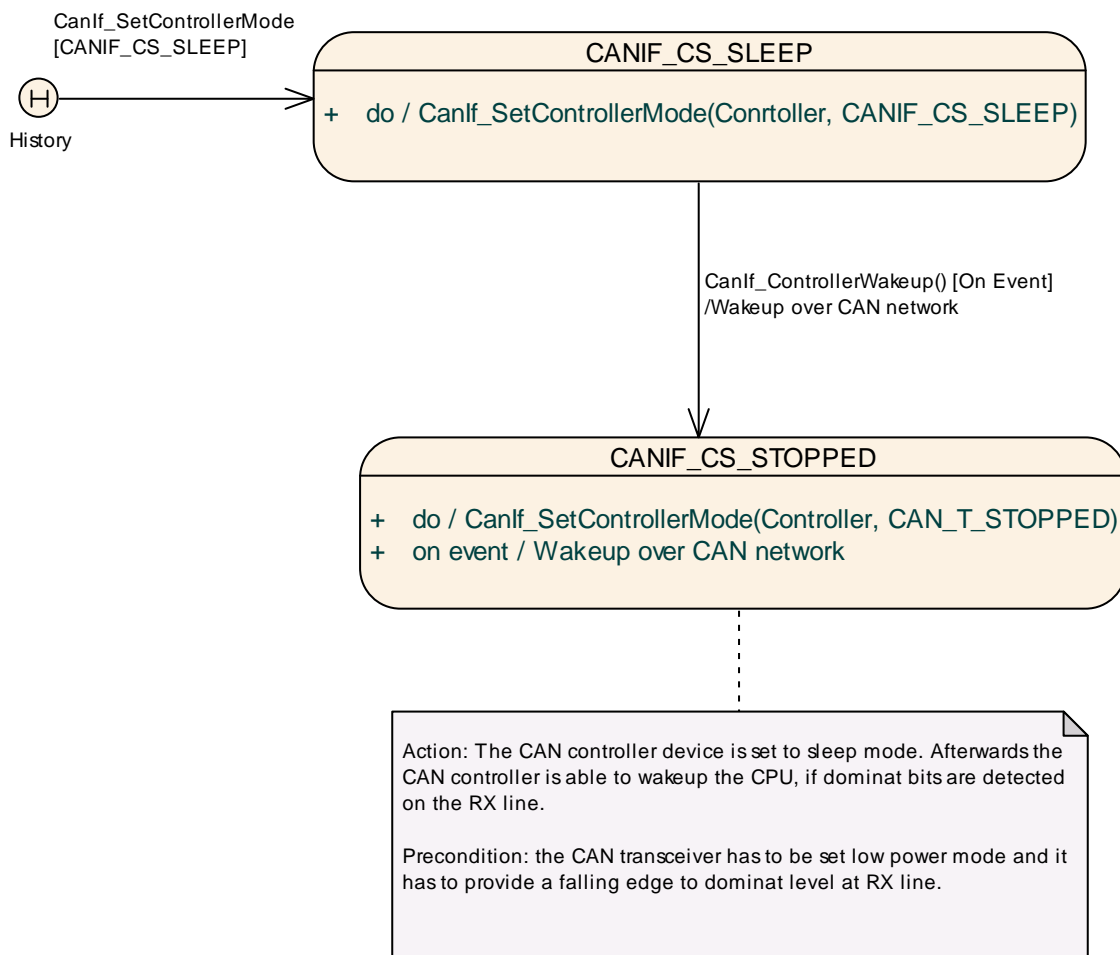 CanIf_SetControllerMode
[CANIF_CS_SLEEP]
History
CANIF_CS_SLEEP
+ do / CanIf_SetControllerMode(Conrtoller, CANIF_CS_SLEEP)
CanIf_ControllerWakeup() [On Event]
/Wakeup over CAN network
CANIF_CS_STOPPED
+ do / CanIf_SetControllerMode(Controller, CAN_T_STOPPED)
+ on event / Wakeup over CAN network
Action: The CAN controller device is set to sleep mode. Afterwards the
CAN controller is able to wakeup the CPU, if dominat bits are detected
on the RX line.
Precondition: the CAN transceiver has to be set low power mode and it
has to provide a falling edge to dominat level at RX line.